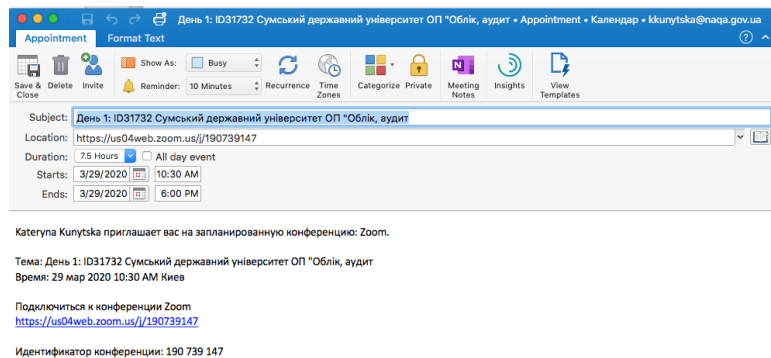 День 1: ID31732 Сумський державний університет ОП "Облік, аудит • Appointment • Календар • kkunytska@naqa.gov.ua
Appointment Format Text
Save & Close Delete Invite Show As: Busy Reminder: 10 Minutes Recurrence Time Zones Categorize Private Meeting Notes Insights View Templates
Subject: День 1: ID31732 Сумський державний університет ОП "Облік, аудит
Location: https://us04web.zoom.us/j/190739147
Duration: 7.5 Hours All day event
Starts: 3/29/2020 10:30 AM
Ends: 3/29/2020 6:00 PM
Kateryna Kunytska приглашает вас на запланированную конференцию: Zoom.
Тема: День 1: ID31732 Сумський державний університет ОП "Облік, аудит
Время: 29 мар 2020 10:30 AM Киев
Подключиться к конференции Zoom
https://us04web.zoom.us/j/190739147
Идентификатор конференции: 190 739 147